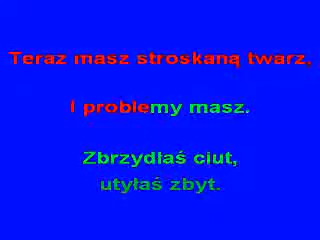 Teraz masz stroskaną twarz.
I problemy masz.
Zbrzydłaś ciut,
utyłaś zbyt.